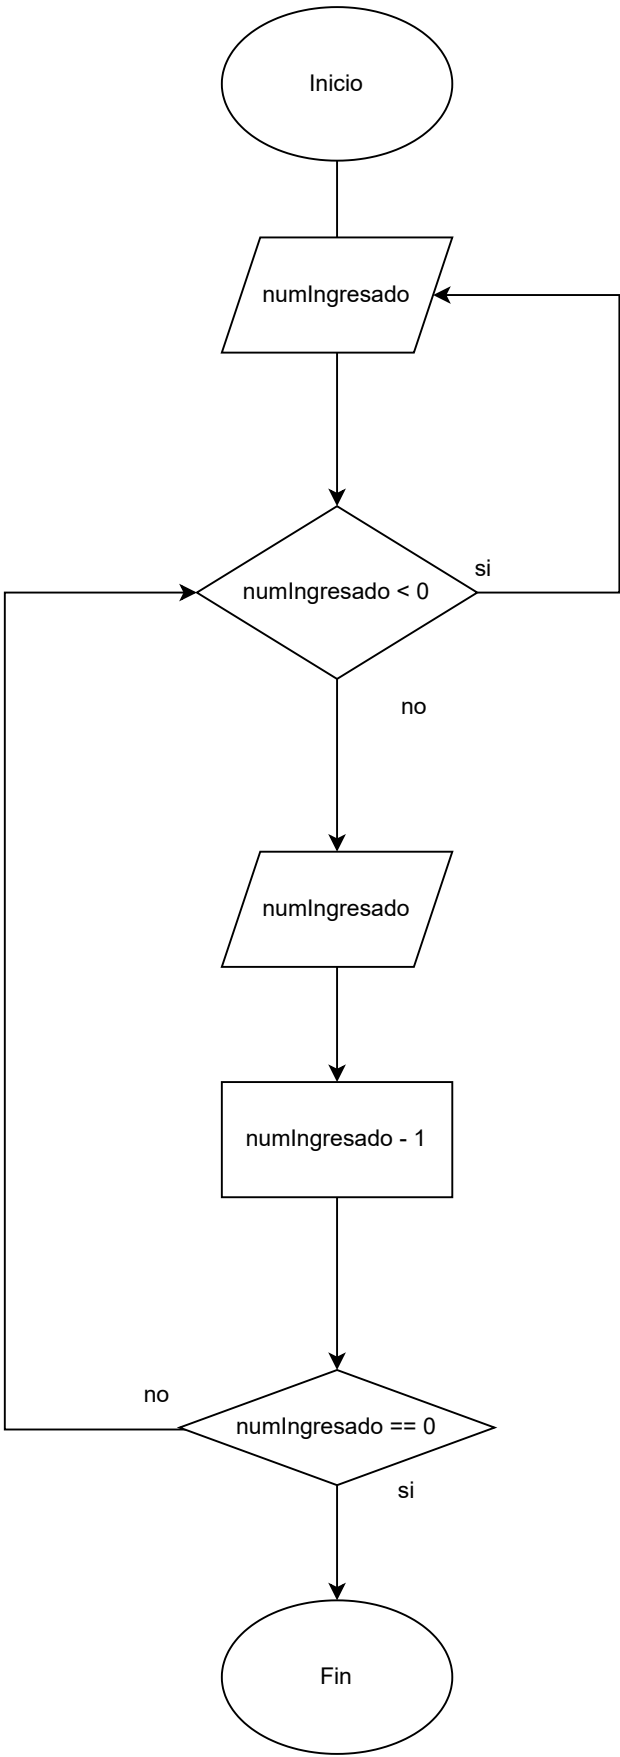 Inicio
numIngresado
numIngresado < 0
si
no
numIngresado
numIngresado - 1
no
numIngresado == 0
si
Fin